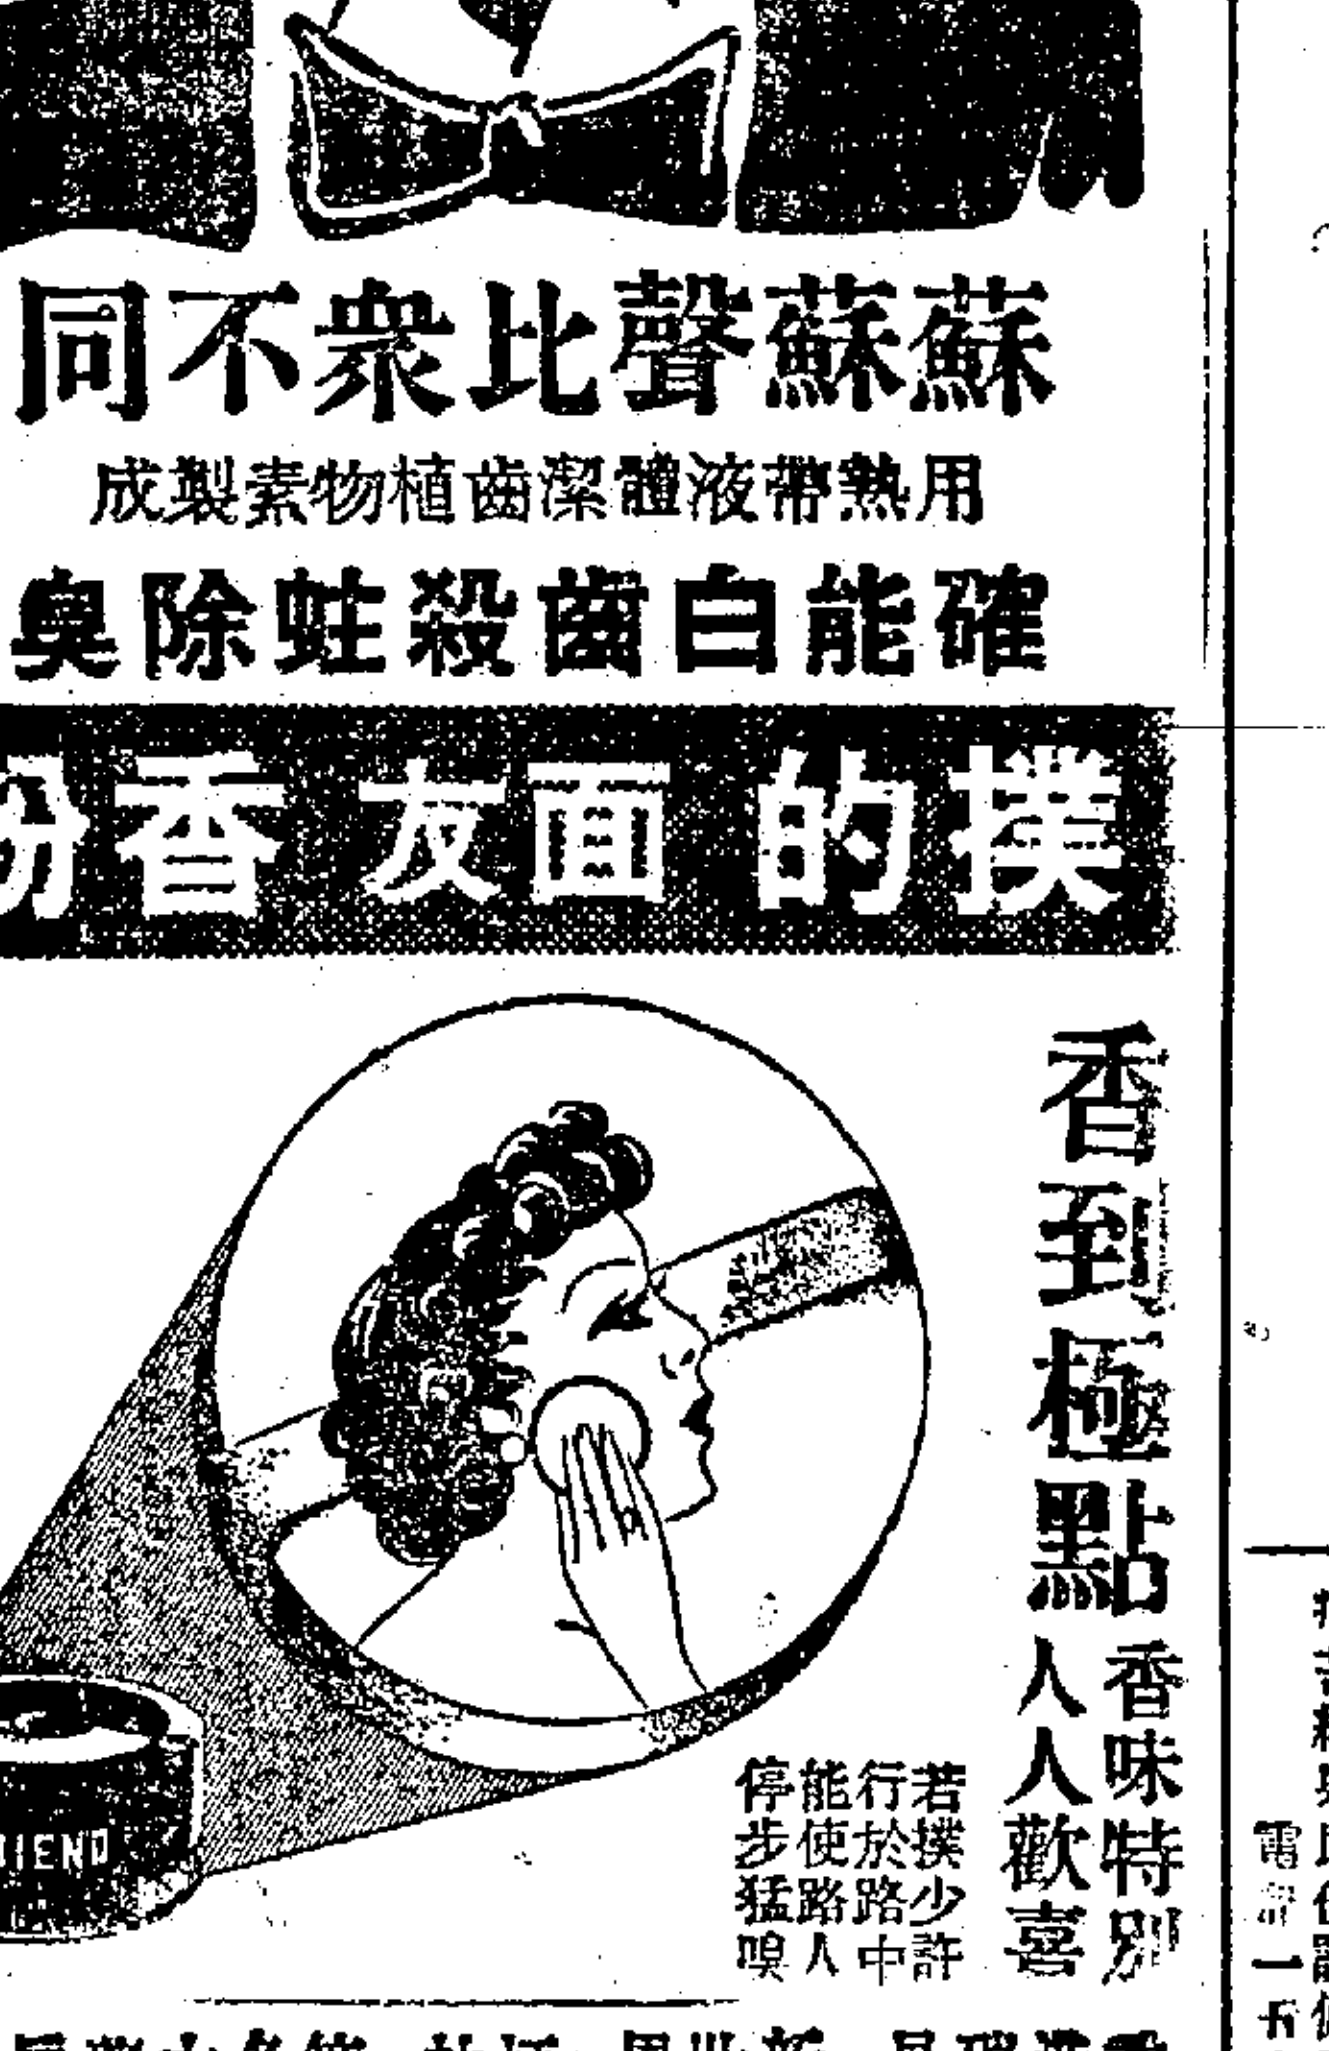 蘇蘇聲比衆不同
用熱帶液體潔齒植物素製成
確能白齒殺蛀除臭
撲的 面友 香粉
香到極點
香味特別
人人歡喜
若撲少許
行於路中
能使路人
停步猛嗅
IEND